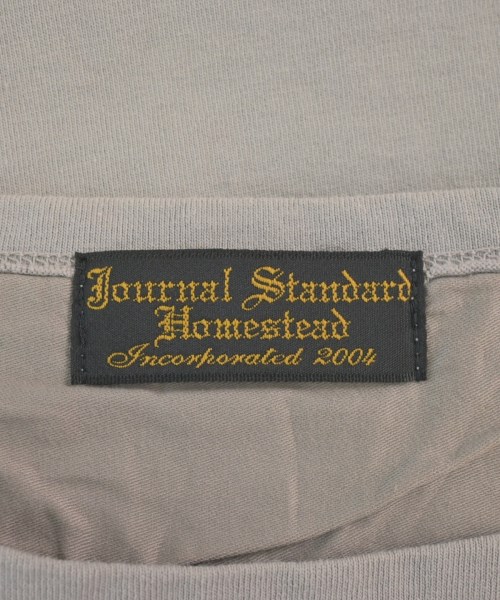 Journal Standard
Homestead
Incorporated 2004